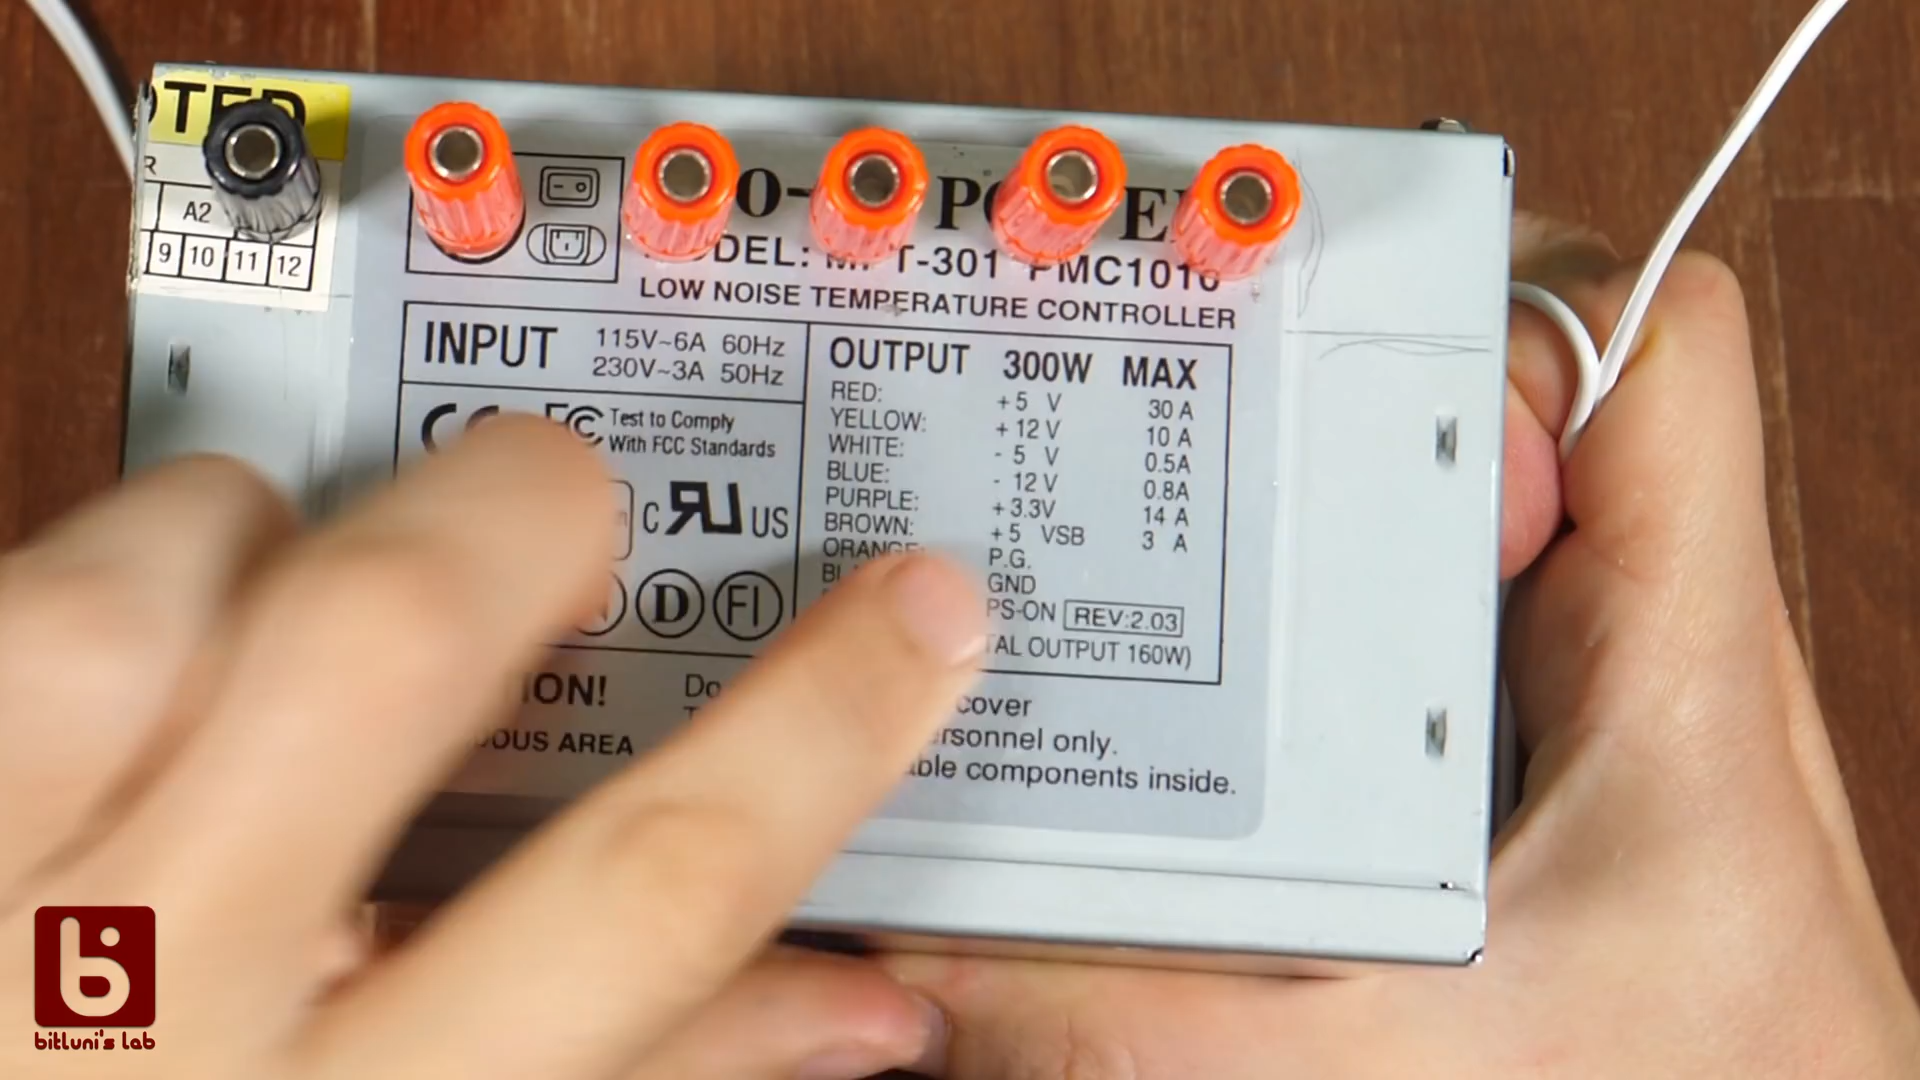 A2
9 10 11 12
LOW NOISE TEMPERATURE CONTROLLER
INPUT 115V~6A 60Hz
230V~3A 50Hz
Test to Comply
With FCC Standards
C US
D FI
OUTPUT 300W MAX
RED: +5 V 30 A
YELLOW: +12 V 10 A
WHITE: - 5 V 0.5A
BLUE: - 12 V 0.8A
PURPLE: +3.3V 14 A
BROWN: +5 VSB 3 A
ORANGE: P.G.
GND
PS-ON REV:2.03
OUTPUT 160W)
Do
cover
AREA
only.
components inside.
bitluni's lab